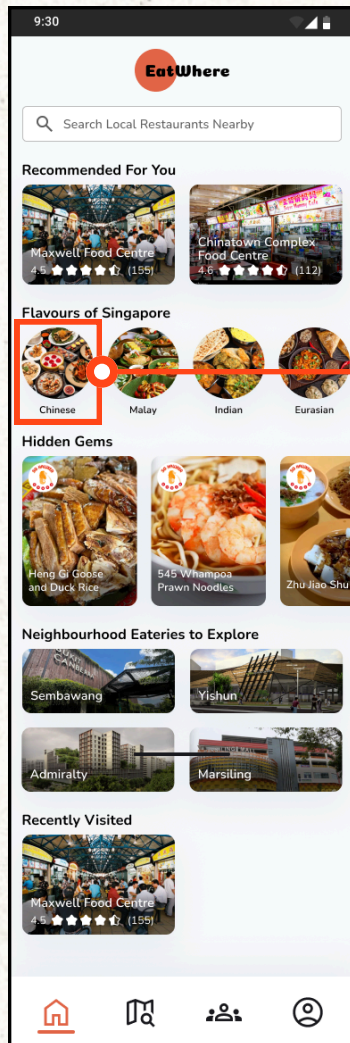 9:30
EatWhere
Search Local Restaurants Nearby
Recommended For You
Maxwell Food Centre
4.5 (155)
Chinatown Complex
Food Centre
4.6 (112)
Flavours of Singapore
Chinese
Malay
Indian
Eurasian
Hidden Gems
Heng Gi Goose
and Duck Rice
545 Whampoa
Prawn Noodles
Zhu Jiao Shu
Neighbourhood Eateries to Explore
Sembawang
Yishun
Admiralty
Marsiling
Recently Visited
Maxwell Food Centre
4.5 (155)